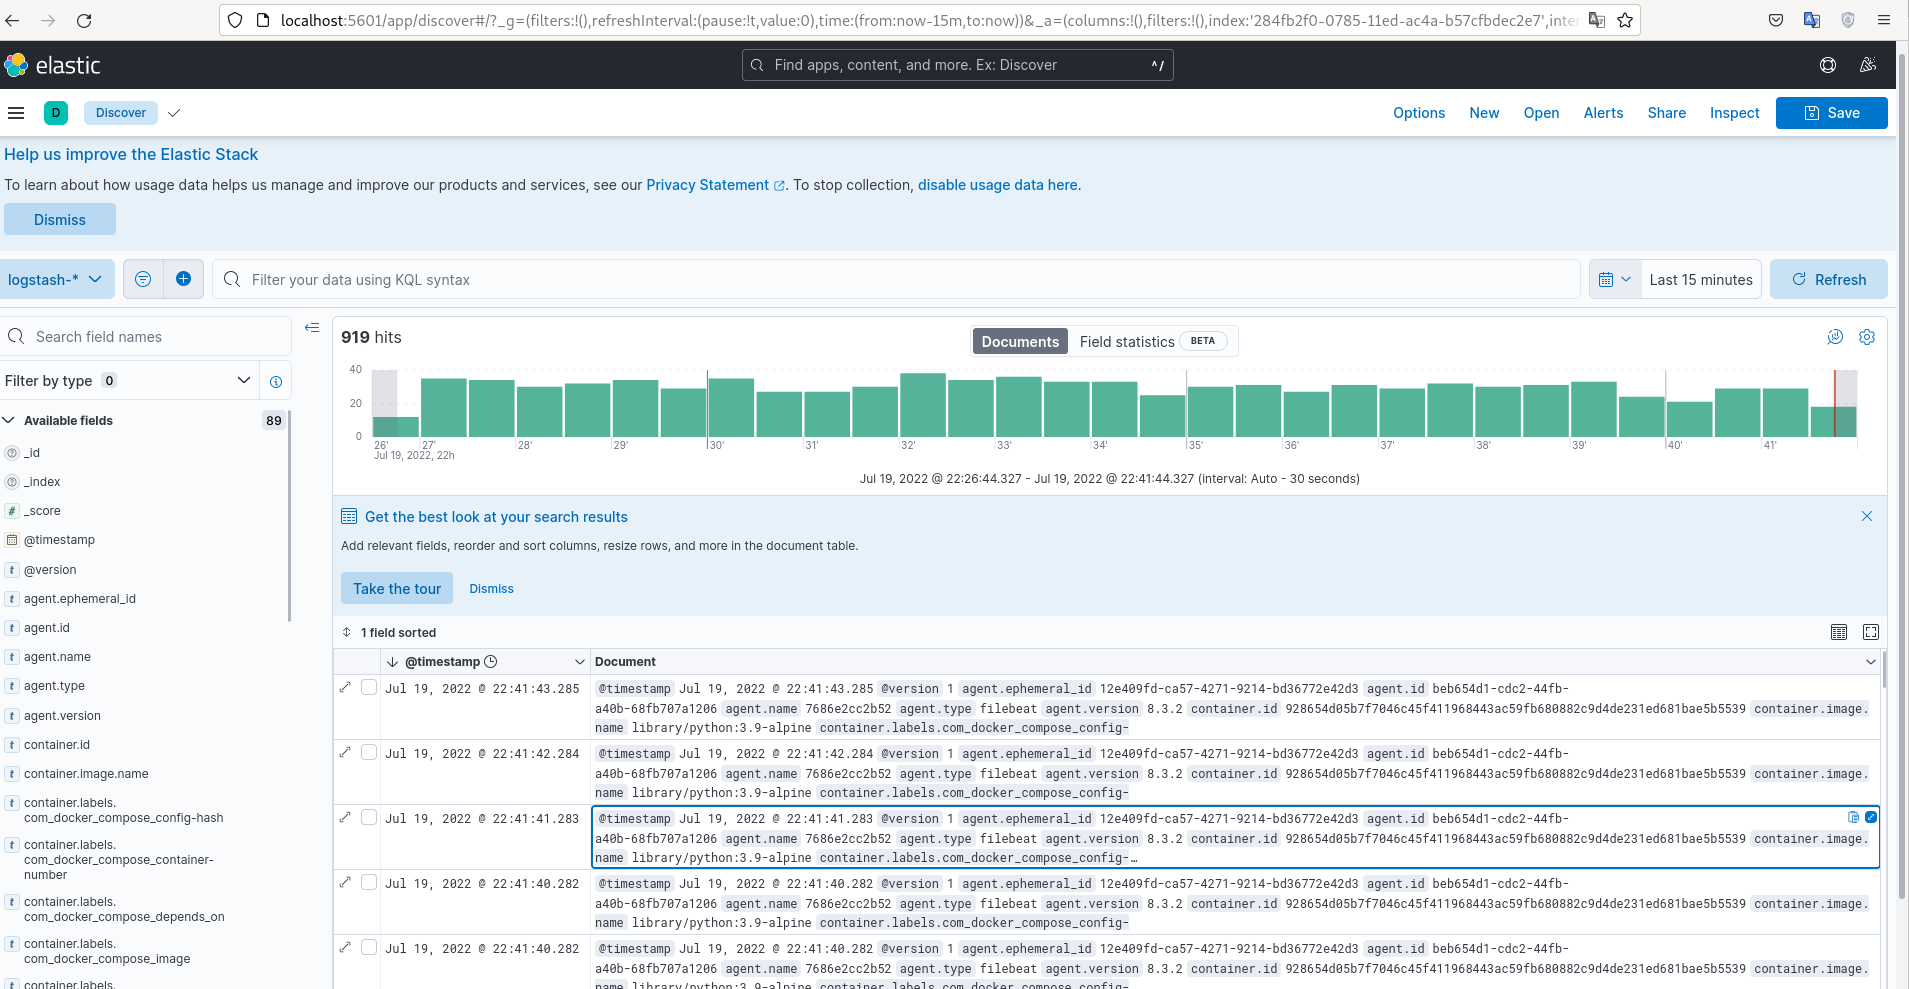 localhost:5601/app/discover#/?_g=(filters:!(),refreshInterval:(pause:!t,value:0),time:(from:now-15m,to:now))&_a=(columns:!(),filters:!(),index:'284fb2f0-0785-11ed-ac4a-b57cfbdec2e7',inter
elastic
Find apps, content, and more. Ex: Discover ^/
D Discover Options New Open Alerts Share Inspect Save
Help us improve the Elastic Stack
To learn about how usage data helps us manage and improve our products and services, see our Privacy Statement. To stop collection, disable usage data here.
Dismiss
logstash-* Filter your data using KQL syntax Last 15 minutes Refresh
Search field names
Filter by type 0
Available fields 89
_id
_index
_score
@timestamp
@version
agent.ephemeral_id
agent.id
agent.name
agent.type
agent.version
container.id
container.image.name
container.labels.
com_docker_compose_config-hash
container.labels.
com_docker_compose_container-
number
container.labels.
com_docker_compose_depends_on
container.labels.
com_docker_compose_image
container.labels.
919 hits Documents Field statistics BETA
40
20
0
26' 27' 28' 29' 30' 31' 32' 33' 34' 35' 36' 37' 38' 39' 40' 41'
Jul 19, 2022, 22h
Jul 19, 2022 @ 22:26:44.327 - Jul 19, 2022 @ 22:41:44.327 (interval: Auto - 30 seconds)
Get the best look at your search results
Add relevant fields, reorder and sort columns, resize rows, and more in the document table.
Take the tour Dismiss
1 field sorted
@timestamp Document
Jul 19, 2022 @ 22:41:43.285 @timestamp Jul 19, 2022 @ 22:41:43.285 @version 1 agent.ephemeral_id 12e409fd-ca57-4271-9214-bd36772e42d3 agent.id beb654d1-cdc2-44fb-
a40b-68fb707a1206 agent.name 7686e2cc2b52 agent.type filebeat agent.version 8.3.2 container.id 928654d05b7f7046c45f411968443ac59fb680882c9d4de231ed681bae5b5539 container.image.
name library/python:3.9-alpine container.labels.com_docker_compose_config-
Jul 19, 2022 @ 22:41:42.284 @timestamp Jul 19, 2022 @ 22:41:42.284 @version 1 agent.ephemeral_id 12e409fd-ca57-4271-9214-bd36772e42d3 agent.id beb654d1-cdc2-44fb-
a40b-68fb707a1206 agent.name 7686e2cc2b52 agent.type filebeat agent.version 8.3.2 container.id 928654d05b7f7046c45f411968443ac59fb680882c9d4de231ed681bae5b5539 container.image.
name library/python:3.9-alpine container.labels.com_docker_compose_config-
Jul 19, 2022 @ 22:41:41.283 @timestamp Jul 19, 2022 @ 22:41:41.283 @version 1 agent.ephemeral_id 12e409fd-ca57-4271-9214-bd36772e42d3 agent.id beb654d1-cdc2-44fb-
a40b-68fb707a1206 agent.name 7686e2cc2b52 agent.type filebeat agent.version 8.3.2 container.id 928654d05b7f7046c45f411968443ac59fb680882c9d4de231ed681bae5b5539 container.image.
name library/python:3.9-alpine container.labels.com_docker_compose_config-…
Jul 19, 2022 @ 22:41:40.282 @timestamp Jul 19, 2022 @ 22:41:40.282 @version 1 agent.ephemeral_id 12e409fd-ca57-4271-9214-bd36772e42d3 agent.id beb654d1-cdc2-44fb-
a40b-68fb707a1206 agent.name 7686e2cc2b52 agent.type filebeat agent.version 8.3.2 container.id 928654d05b7f7046c45f411968443ac59fb680882c9d4de231ed681bae5b5539 container.image.
name library/python:3.9-alpine container.labels.com_docker_compose_config-
Jul 19, 2022 @ 22:41:40.282 @timestamp Jul 19, 2022 @ 22:41:40.282 @version 1 agent.ephemeral_id 12e409fd-ca57-4271-9214-bd36772e42d3 agent.id beb654d1-cdc2-44fb-
a40b-68fb707a1206 agent.name 7686e2cc2b52 agent.type filebeat agent.version 8.3.2 container.id 928654d05b7f7046c45f411968443ac59fb680882c9d4de231ed681bae5b5539 container.image.
name library/python:3.9-alpine container.labels.com_docker_compose_config-